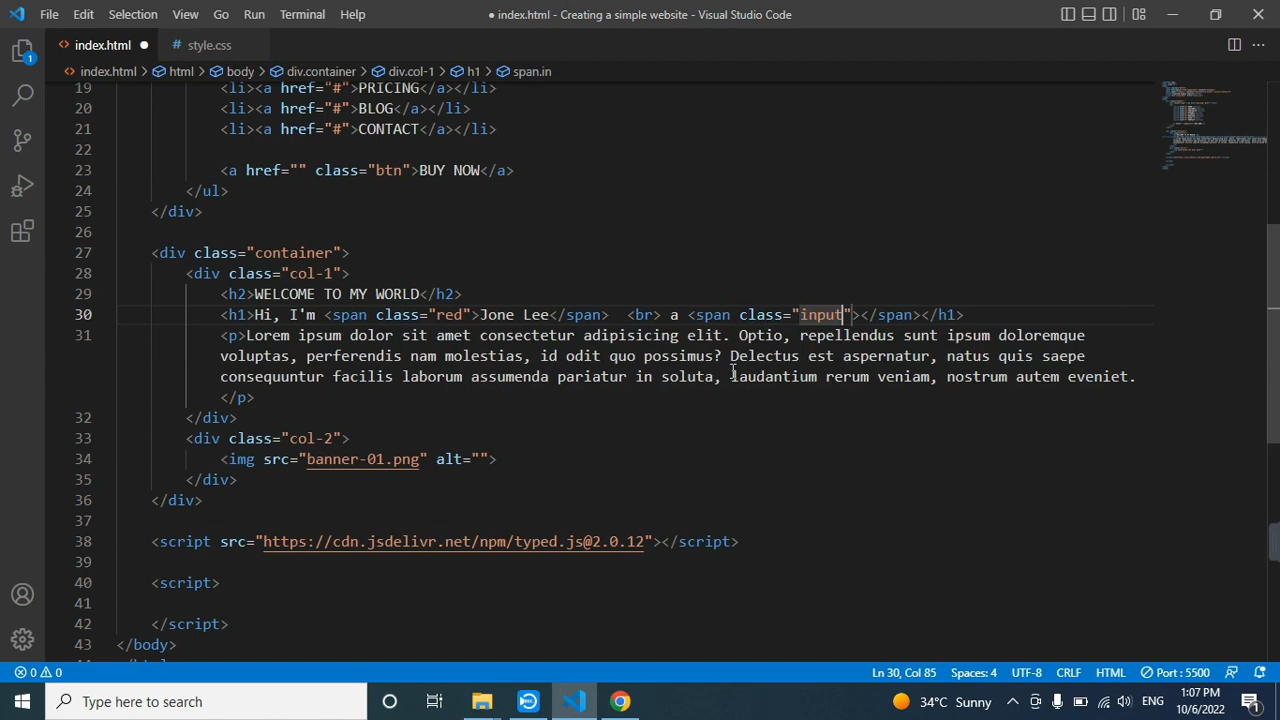 File Edit Selection View Go Run Terminal Help
● index.html - Creating a simple website - Visual Studio Code
<> index.html ●
# style.css
<> index.html > html > body > div.container > div.col-1 > h1 > span.in
1
19 <li><a href="#">PRICING</a></li>
20 <li><a href="#">BLOG</a></li>
21 <li><a href="#">CONTACT</a></li>
22
23 <a href="" class="btn">BUY NOW</a>
24 </ul>
25 </div>
26
27 <div class="container">
28 <div class="col-1">
29 <h2>WELCOME TO MY WORLD</h2>
30 <h1>Hi, I'm <span class="red">Jone Lee</span>  <br> a <span class="input"></span></h1>
31 <p>Lorem ipsum dolor sit amet consectetur adipisicing elit. Optio, repellendus sunt ipsum doloremque
voluptas, perferendis nam molestias, id odit quo possimus? Delectus est aspernatur, natus quis saepe
consequuntur facilis laborum assumenda pariatur in soluta, laudantium rerum veniam, nostrum autem eveniet.
</p>
32 </div>
33 <div class="col-2">
34 <img src="banner-01.png" alt="">
35 </div>
36 </div>
37
38 <script src="https://cdn.jsdelivr.net/npm/typed.js@2.0.12"></script>
39
40 <script>
41
42 </script>
43 </body>
0 0 Ln 30, Col 85 Spaces: 4 UTF-8 CRLF HTML Port : 5500
Type here to search
34°C Sunny
ENG
1:07 PM
10/6/2022
1